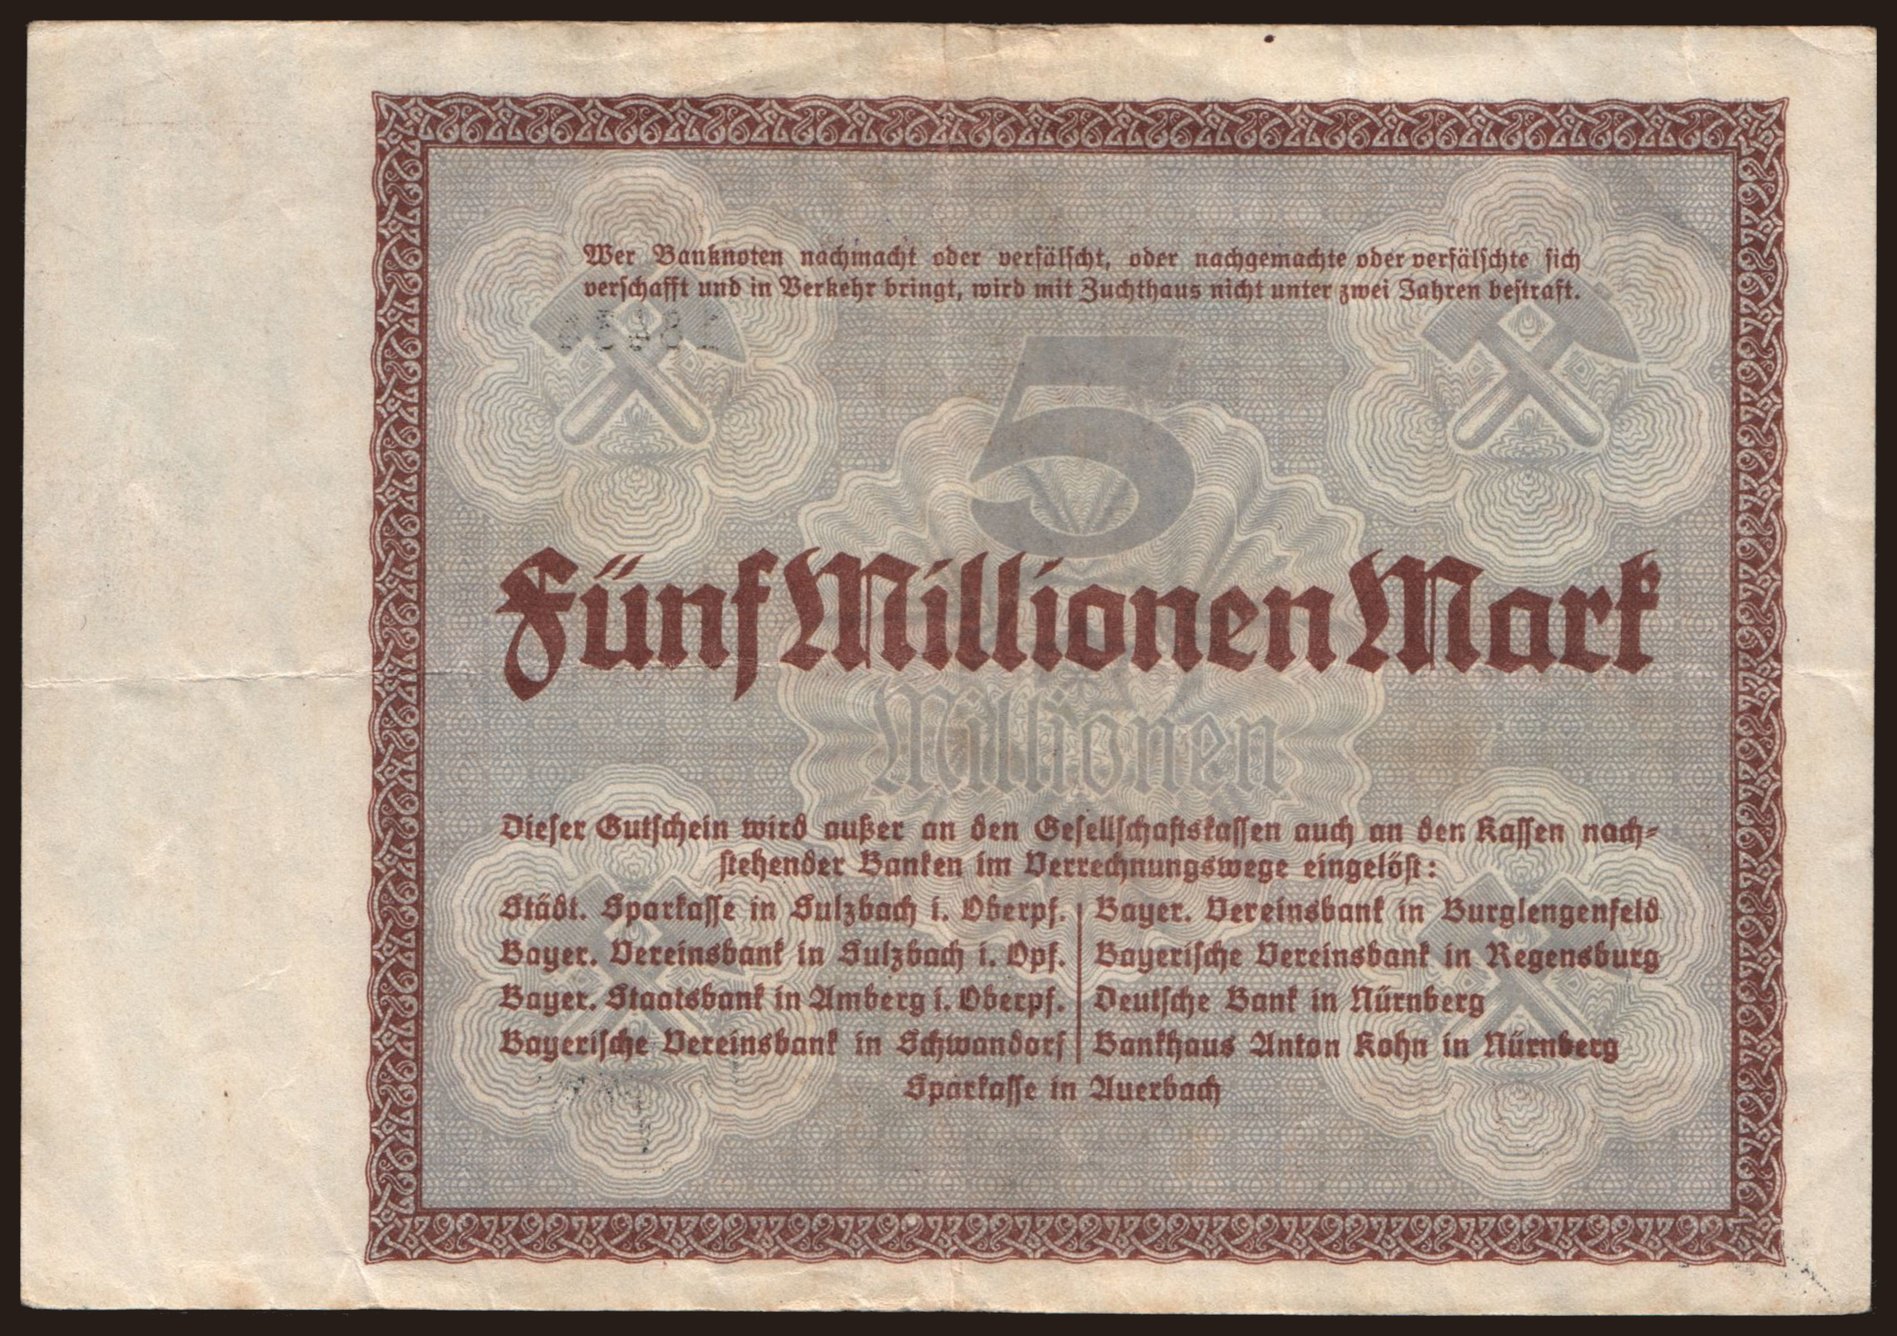 Wer Banknoten nachmacht oder verfälscht, oder nachgemachte oder verfälschte sich
verschafft und in Verkehr bringt, wird mit Zuchthaus nicht unter zwei Jahren bestraft.
5
Fünf Millionen Mark
Millionen
Dieser Gutschein wird außer an den Gesellschaftskassen auch an den Kassen nach-
stehender Banken im Verrechnungswege eingelöst:
Städt. Sparkasse in Sulzbach i. Oberpf.
Bayer. Vereinsbank in Sulzbach i. Opf.
Bayer. Staatsbank in Amberg i. Oberpf.
Bayerische Vereinsbank in Schwandorf
Bayer. Vereinsbank in Burglengenfeld
Bayerische Vereinsbank in Regensburg
Deutsche Bank in Nürnberg
Bankhaus Anton Kohn in Nürnberg
Sparkasse in Auerbach